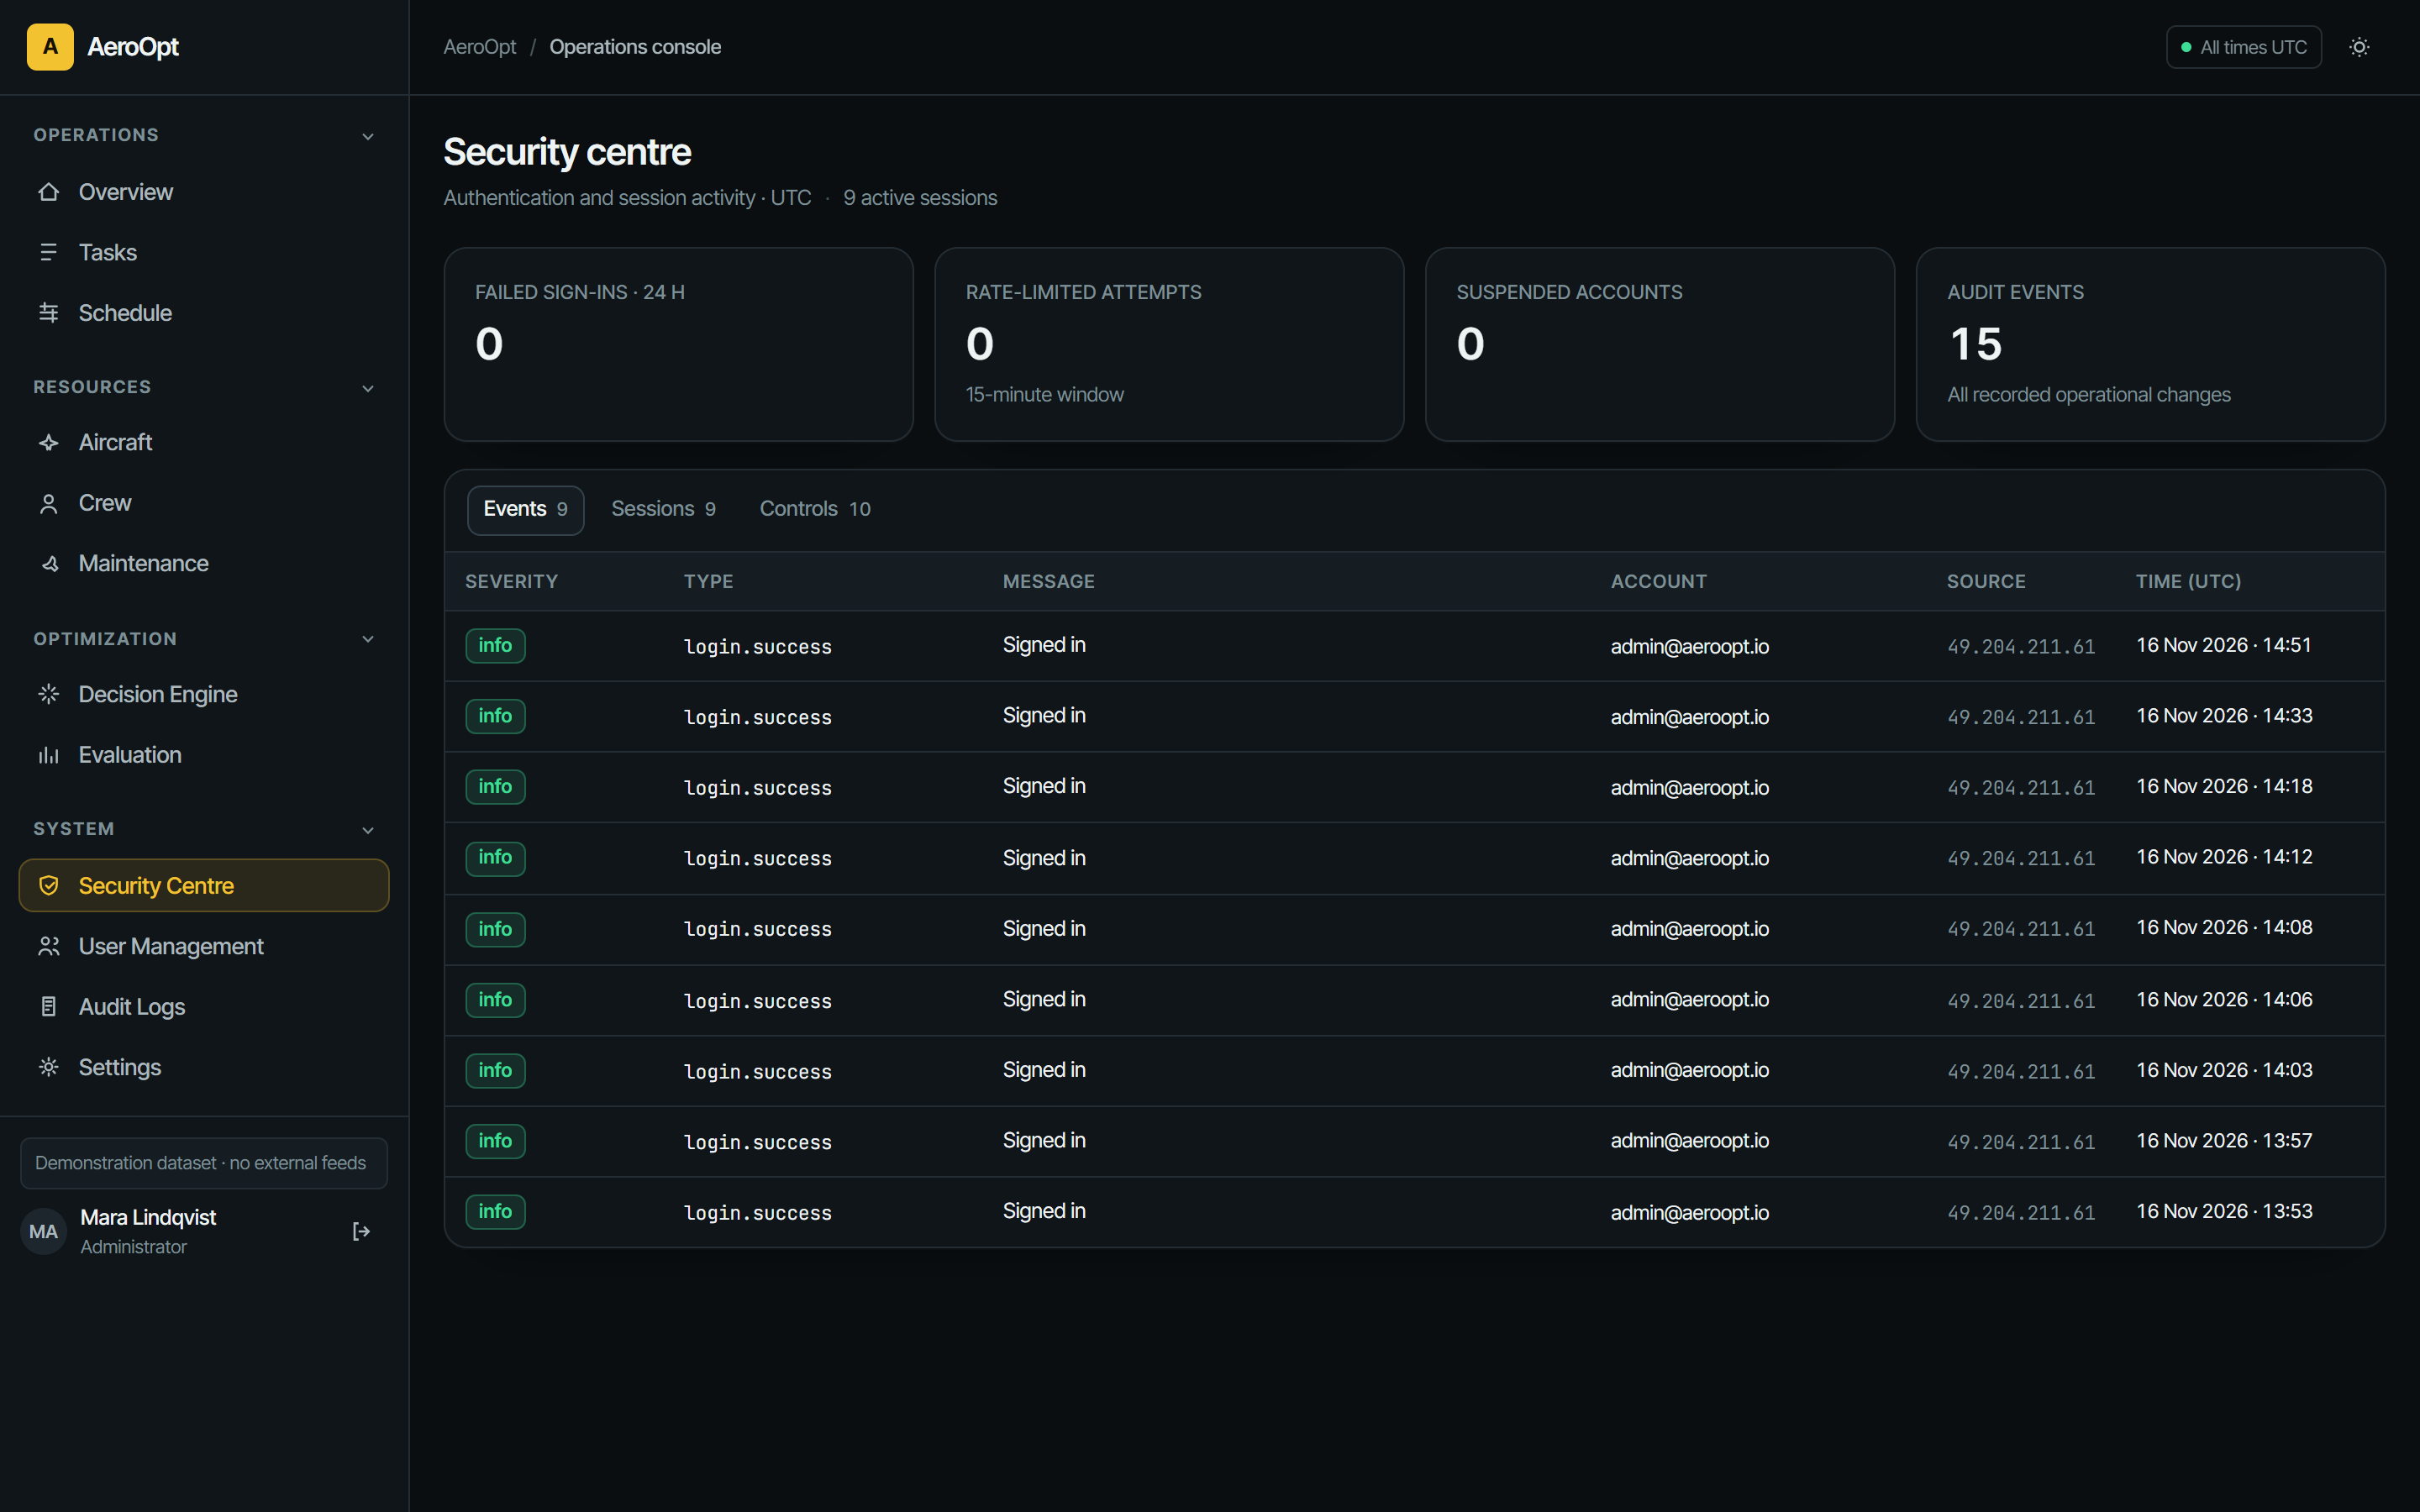 A AeroOpt
AeroOpt / Operations console
All times UTC
OPERATIONS
Overview
Tasks
Schedule
RESOURCES
Aircraft
Crew
Maintenance
OPTIMIZATION
Decision Engine
Evaluation
SYSTEM
Security Centre
User Management
Audit Logs
Settings
Demonstration dataset · no external feeds
MA
Mara Lindqvist
Administrator
Security centre
Authentication and session activity · UTC · 9 active sessions
FAILED SIGN-INS · 24 H
0
RATE-LIMITED ATTEMPTS
0
15-minute window
SUSPENDED ACCOUNTS
0
AUDIT EVENTS
15
All recorded operational changes
Events 9 Sessions 9 Controls 10
SEVERITY TYPE MESSAGE ACCOUNT SOURCE TIME (UTC)
info login.success Signed in admin@aeroopt.io 49.204.211.61 16 Nov 2026 · 14:51
info login.success Signed in admin@aeroopt.io 49.204.211.61 16 Nov 2026 · 14:33
info login.success Signed in admin@aeroopt.io 49.204.211.61 16 Nov 2026 · 14:18
info login.success Signed in admin@aeroopt.io 49.204.211.61 16 Nov 2026 · 14:12
info login.success Signed in admin@aeroopt.io 49.204.211.61 16 Nov 2026 · 14:08
info login.success Signed in admin@aeroopt.io 49.204.211.61 16 Nov 2026 · 14:06
info login.success Signed in admin@aeroopt.io 49.204.211.61 16 Nov 2026 · 14:03
info login.success Signed in admin@aeroopt.io 49.204.211.61 16 Nov 2026 · 13:57
info login.success Signed in admin@aeroopt.io 49.204.211.61 16 Nov 2026 · 13:53